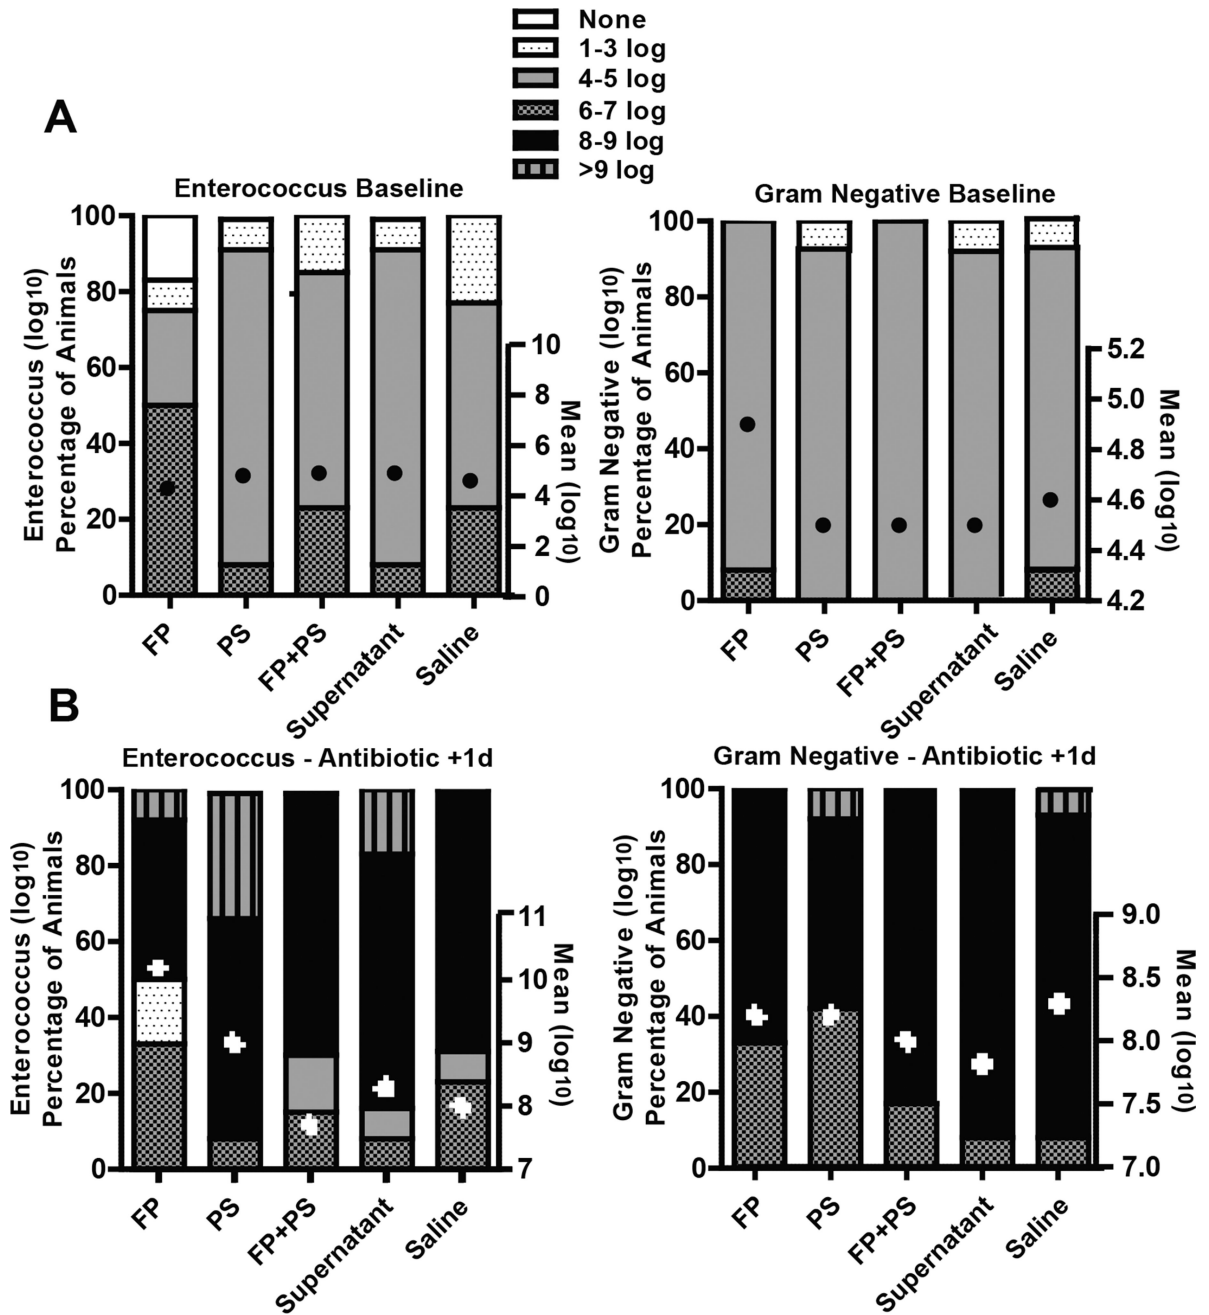 None
1-3 log
4-5 log
6-7 log
8-9 log
>9 log
A
Enterococcus Baseline
Enterococcus (log10)
Percentage of Animals
100
80
60
40
20
0
10
8
6
4
2
0
Mean (log10)
FP
PS
FP+PS
Supernatant
Saline
Gram Negative Baseline
Gram Negative (log10)
Percentage of Animals
100
80
60
40
20
0
5.2
5.0
4.8
4.6
4.4
4.2
Mean (log10)
FP
PS
FP+PS
Supernatant
Saline
B
Enterococcus - Antibiotic +1d
Enterococcus (log10)
Percentage of Animals
100
80
60
40
20
0
11
10
9
8
7
Mean (log10)
FP
PS
FP+PS
Supernatant
Saline
Gram Negative - Antibiotic +1d
Gram Negative (log10)
Percentage of Animals
100
80
60
40
20
0
9.0
8.5
8.0
7.5
7.0
Mean (log10)
FP
PS
FP+PS
Supernatant
Saline